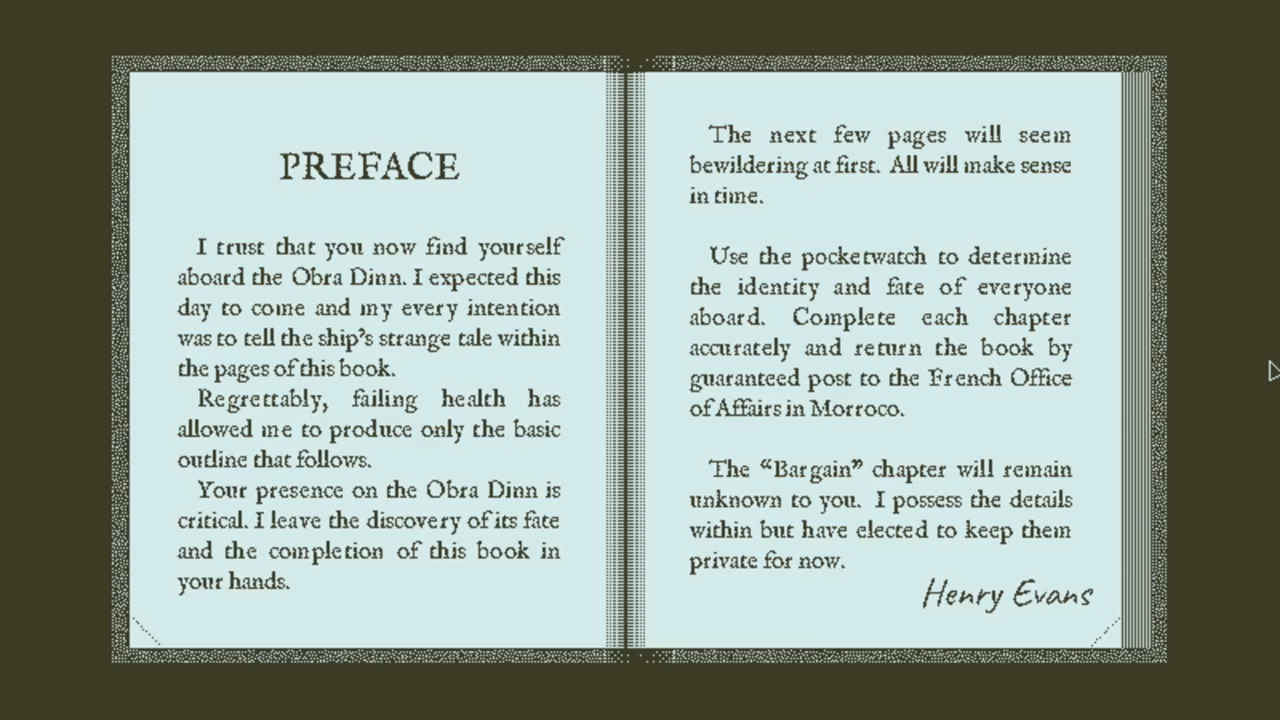 PREFACE
I trust that you now find yourself
aboard the Obra Dinn. I expected this
day to come and my every intention
was to tell the ship's strange tale within
the pages of this book.
Regrettably, failing health has
allowed me to produce only the basic
outline that follows.
Your presence on the Obra Dinn is
critical. I leave the discovery of its fate
and the completion of this book in
your hands.
The next few pages will seem
bewildering at first. All will make sense
in time.
Use the pocketwatch to determine
the identity and fate of everyone
aboard. Complete each chapter
accurately and return the book by
guaranteed post to the French Office
of Affairs in Morroco.
The “Bargain” chapter will remain
unknown to you. I possess the details
within but have elected to keep them
private for now.
Henry Evans